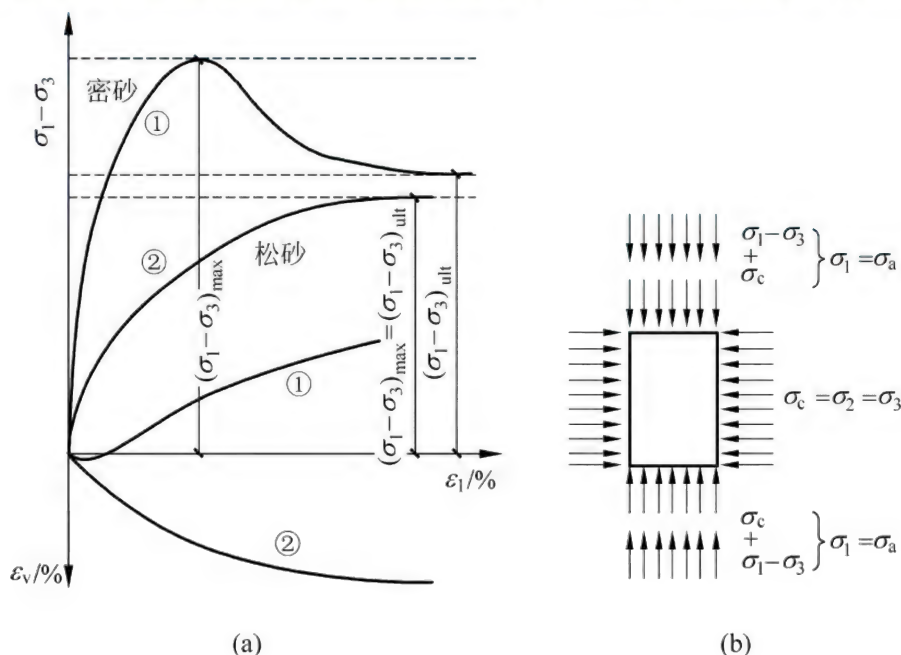 σ₁−σ₃
密砂
①
②
松砂
(σ₁−σ₃)max
①
(σ₁−σ₃)max=(σ₁−σ₃)ult
(σ₁−σ₃)ult
ε₁/%
②
εᵥ/%
(a)
σ₁−σ₃
+
σc
σ₁=σa
σc=σ₂=σ₃
σc
+
σ₁−σ₃
σ₁=σa
(b)